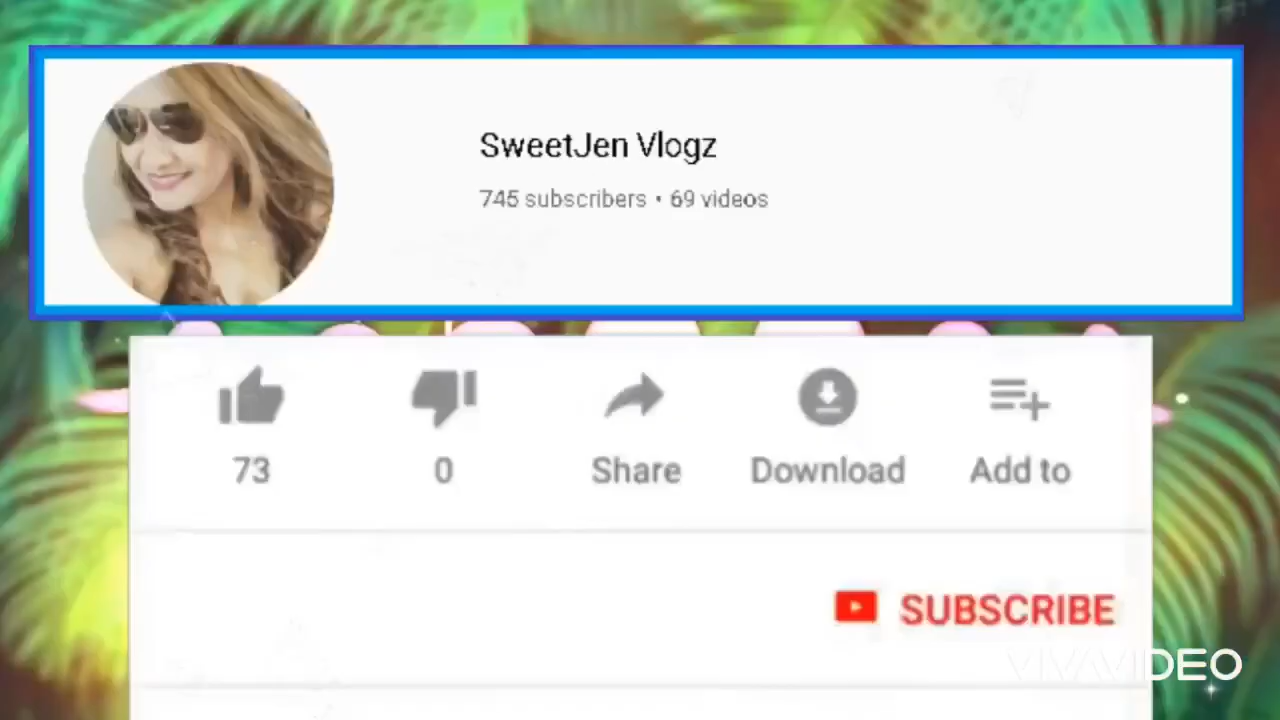 SweetJen Vlogz
745 subscribers • 69 videos
73 0 Share Download Add to
SUBSCRIBE
VIVAVIDEO